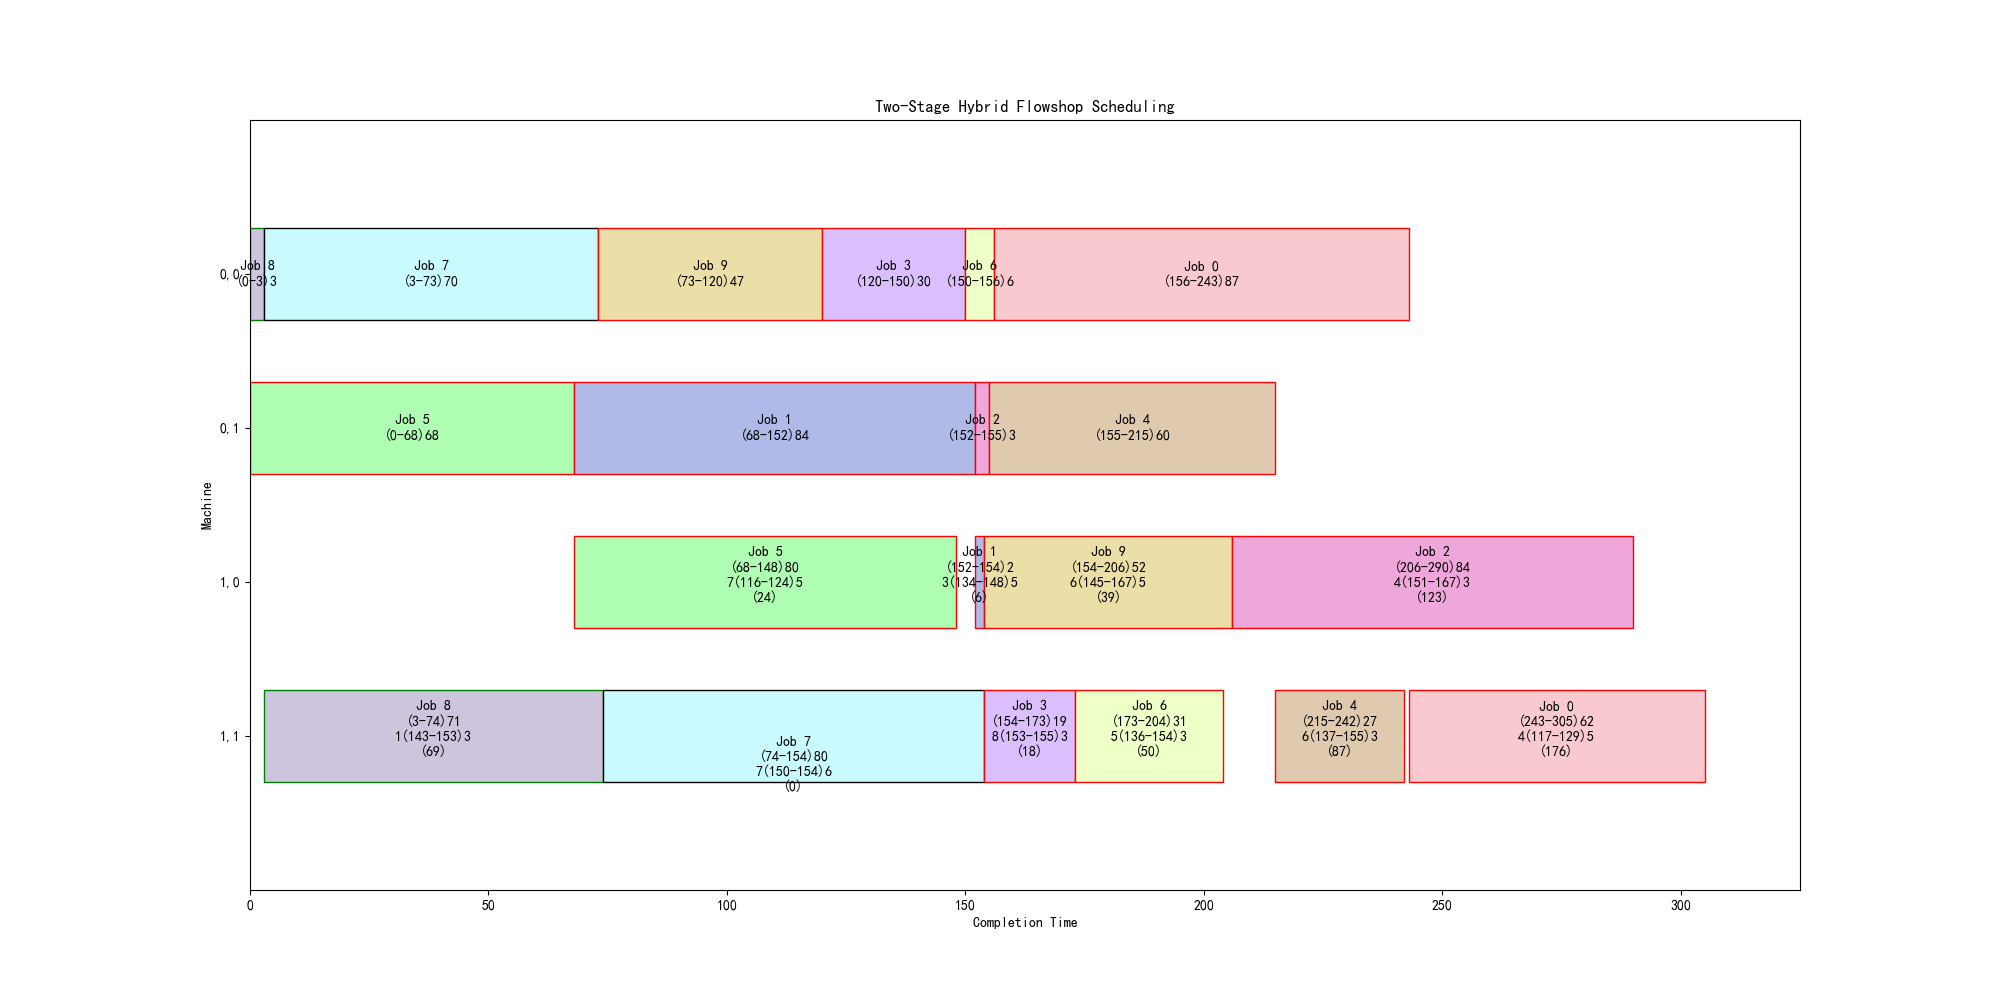 Two-Stage Hybrid Flowshop Scheduling
Machine
0,0
Job 8
(0-3)3
Job 7
(3-73)70
Job 9
(73-120)47
Job 3
(120-150)30
Job 6
(150-156)6
Job 0
(156-243)87
0,1
Job 5
(0-68)68
Job 1
(68-152)84
Job 2
(152-155)3
Job 4
(155-215)60
1,0
Job 5
(68-148)80
7(116-124)5
(24)
Job 1
(152-154)2
3(134-148)5
(6)
Job 9
(154-206)52
6(145-167)5
(39)
Job 2
(206-290)84
4(151-167)3
(123)
1,1
Job 8
(3-74)71
1(143-153)3
(69)
Job 7
(74-154)80
7(150-154)6
(0)
Job 3
(154-173)19
8(153-155)3
(18)
Job 6
(173-204)31
5(136-154)3
(50)
Job 4
(215-242)27
6(137-155)3
(87)
Job 0
(243-305)62
4(117-129)5
(176)
0 50 100 150 200 250 300
Completion Time